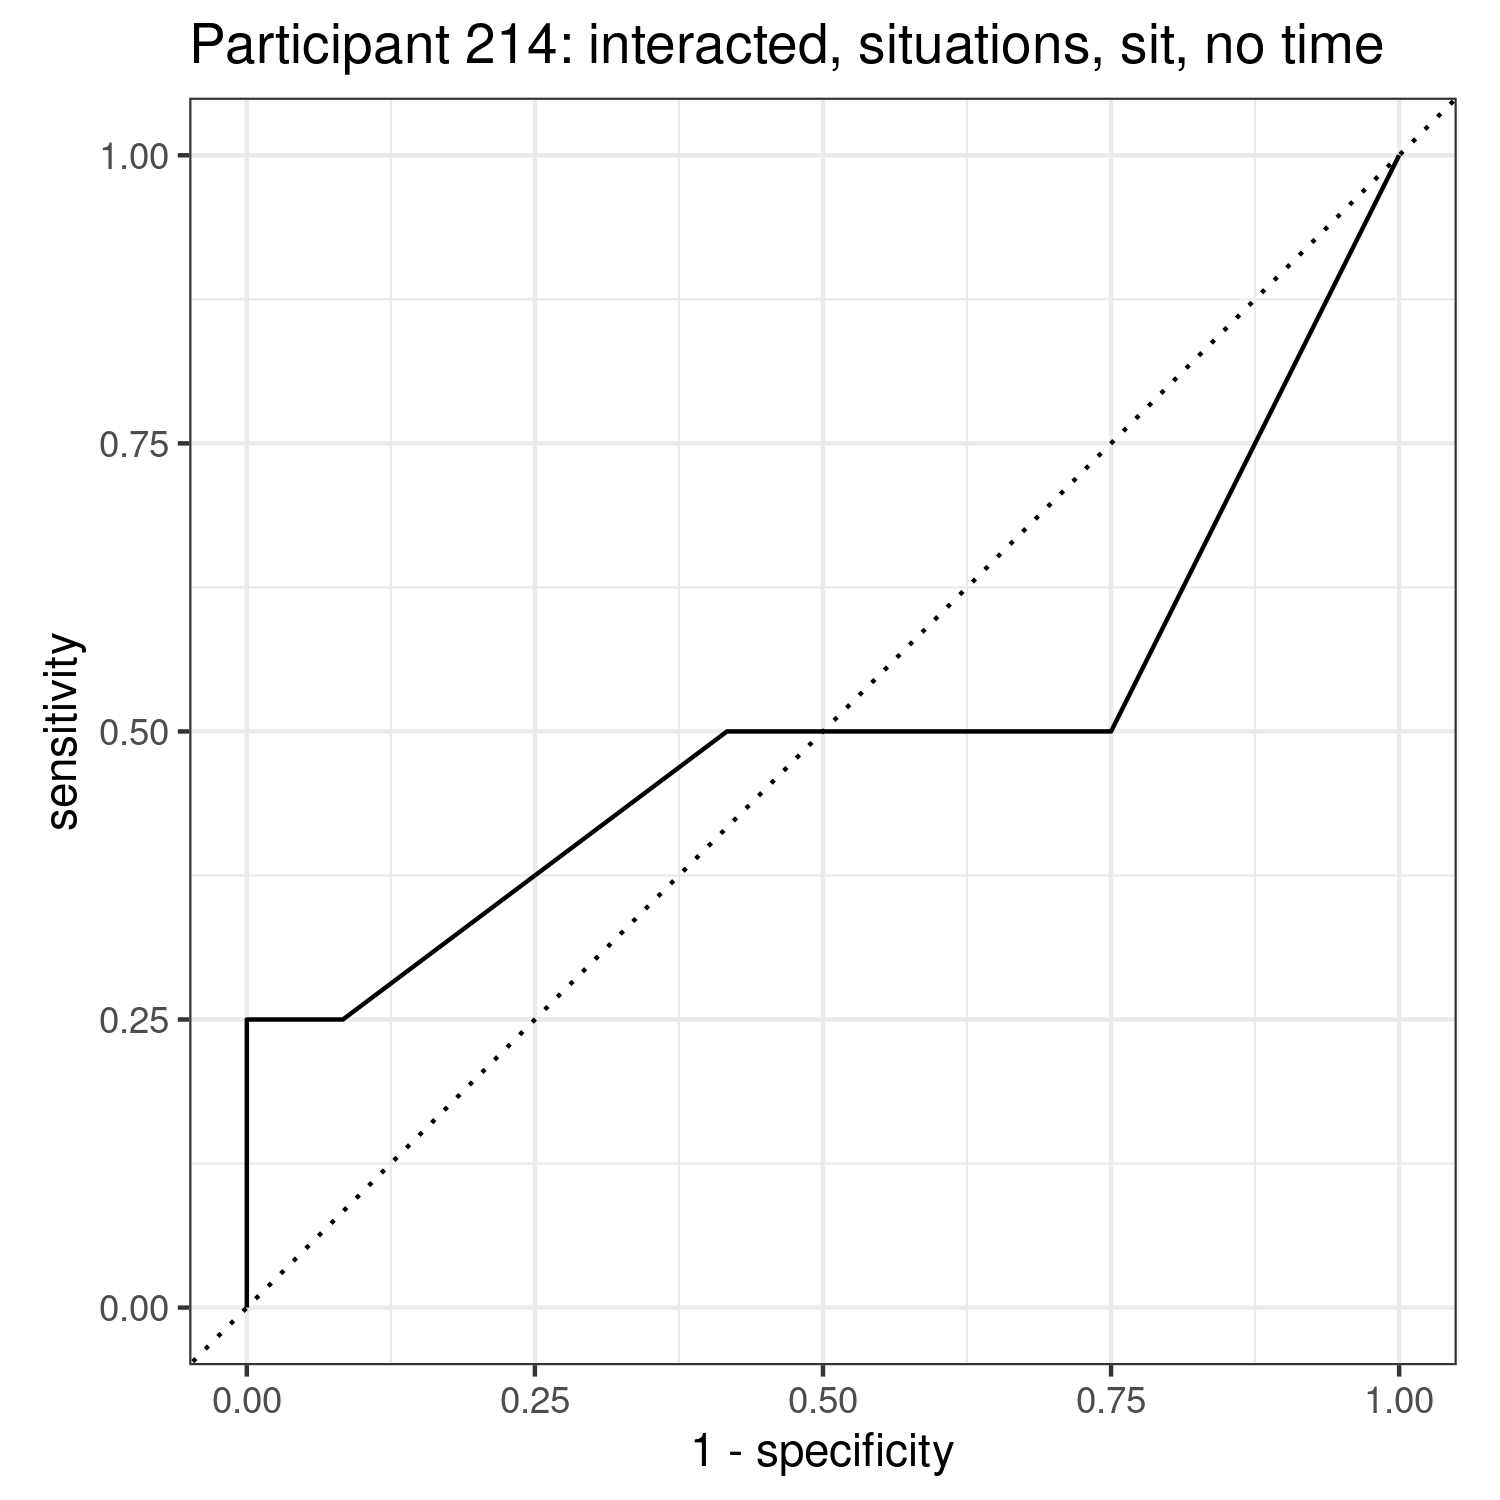 Participant 214: interacted, situations, sit, no time
1.00
0.75
0.50
0.25
0.00
sensitivity
0.00 0.25 0.50 0.75 1.00
1 - specificity